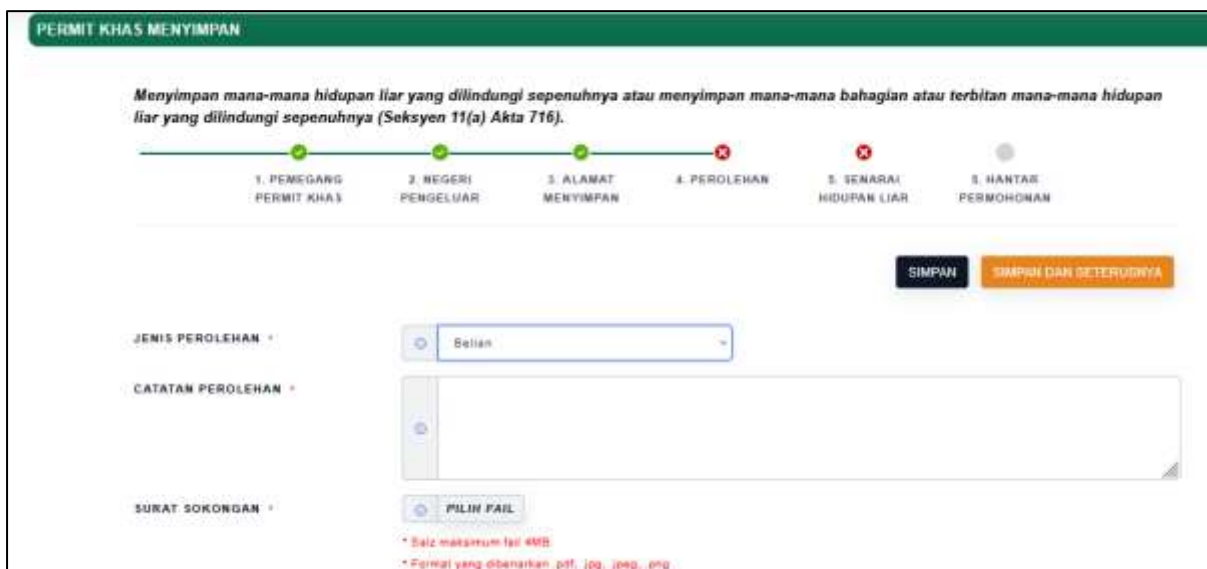 PERMIT KHAS MENYIMPAN
Menyimpan mana-mana hidupan liar yang dilindungi sepenuhnya atau menyimpan mana-mana bahagian atau terbitan mana-mana hidupan
liar yang dilindungi sepenuhnya (Seksyen 11(a) Akta 716).
1. PEMEGANG PERMIT KHAS
2. NEGERI PENGELUAR
3. ALAMAT MENYIMPAN
4. PEROLEHAN
5. SENARAI HIDUPAN LIAR
HANTAR PERMOHONAN
SIMPAN
SIMPAN DAN SETERUSNYA
JENIS PEROLEHAN *
Belian
CATATAN PEROLEHAN *
SURAT SOKONGAN *
PILIH FAIL
* Saiz maksimum fail 4MB
* Format yang dibenarkan .pdf, .jpg, .jpeg, .png